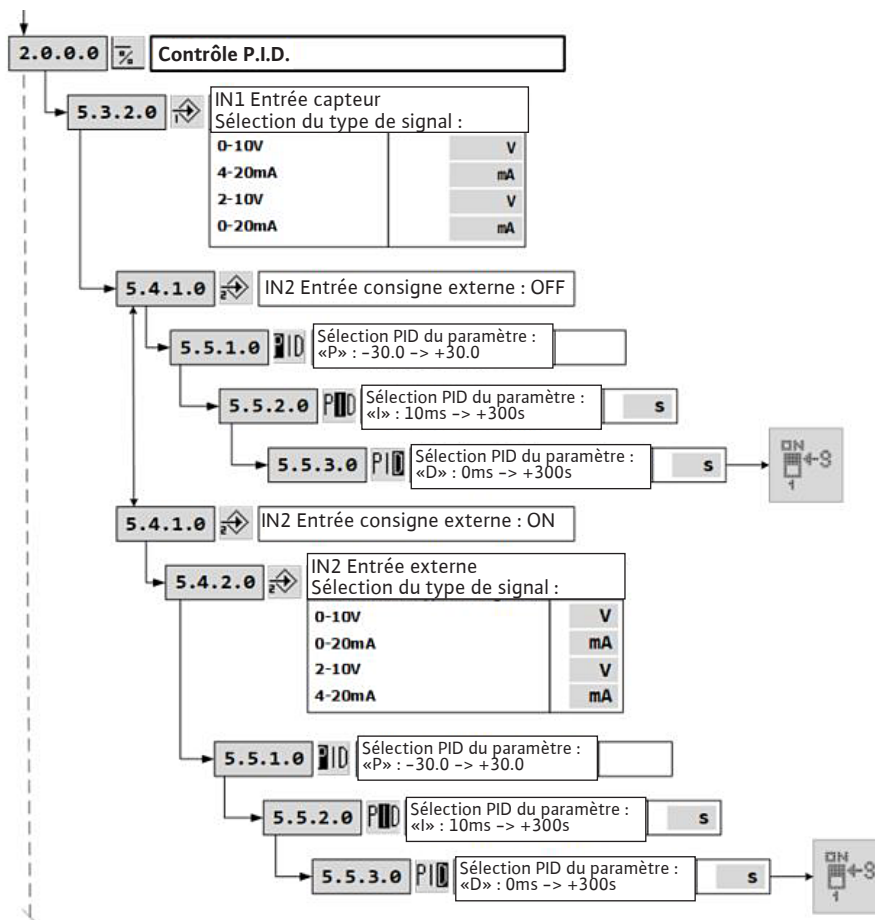 2.0.0.0 Contrôle P.I.D.
5.3.2.0 1 IN1 Entrée capteur
Sélection du type de signal :
0-10V V
4-20mA mA
2-10V V
0-20mA mA
5.4.1.0 2 IN2 Entrée consigne externe : OFF
5.5.1.0 PID Sélection PID du paramètre :
«P» : -30.0 -> +30.0
5.5.2.0 PID Sélection PID du paramètre :
«I» : 10ms -> +300s s
5.5.3.0 PID Sélection PID du paramètre :
«D» : 0ms -> +300s s
ON
1
5.4.1.0 2 IN2 Entrée consigne externe : ON
5.4.2.0 2 IN2 Entrée externe
Sélection du type de signal :
0-10V V
0-20mA mA
2-10V V
4-20mA mA
5.5.1.0 PID Sélection PID du paramètre :
«P» : -30.0 -> +30.0
5.5.2.0 PID Sélection PID du paramètre :
«I» : 10ms -> +300s s
5.5.3.0 PID Sélection PID du paramètre :
«D» : 0ms -> +300s s
ON
1